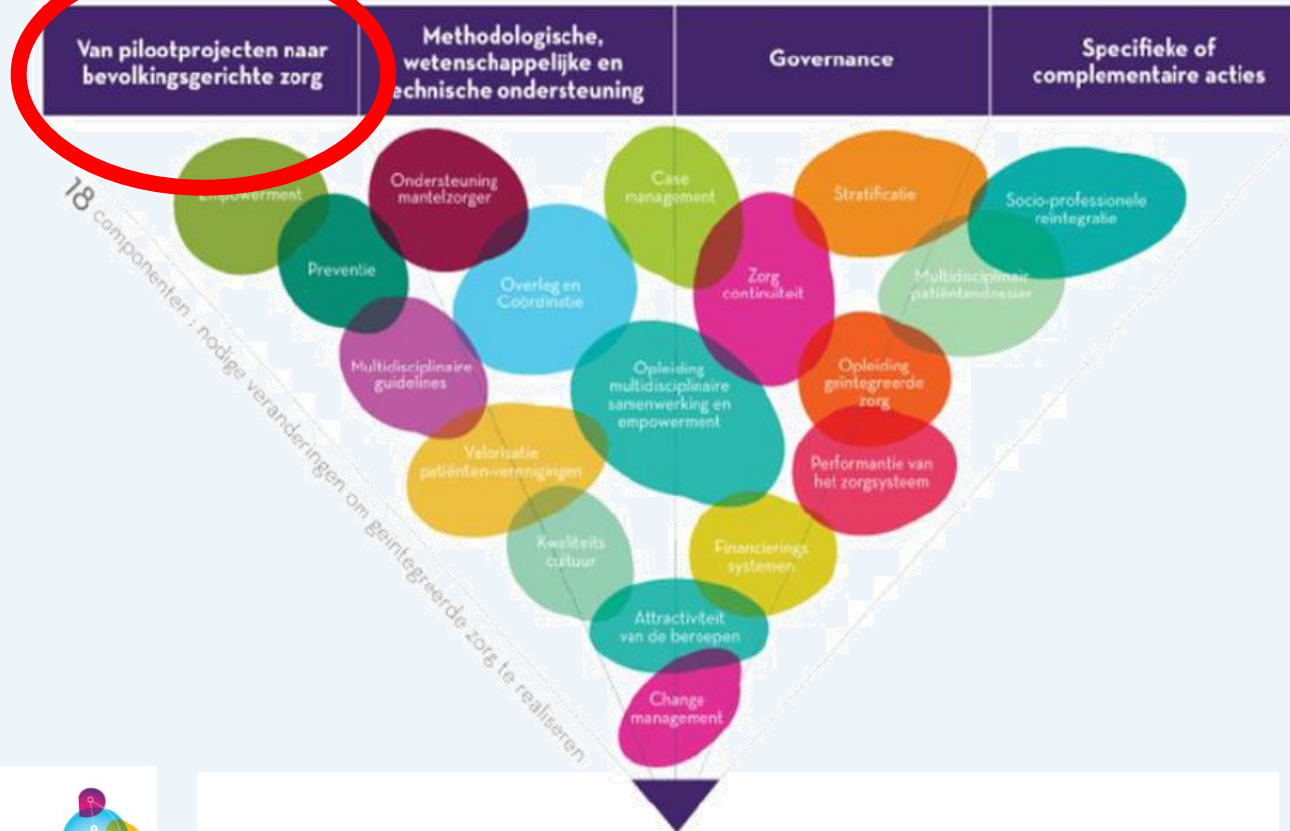 Van pilootprojecten naar
bevolkingsgerichte zorg
Methodologische,
wetenschappelijke en
technische ondersteuning
Governance
Specifieke of
complementaire acties
18 componenten : nodige veranderingen om geïntegreerde zorg te realiseren
Empowerment
Ondersteuning
mantelzorger
Case
management
Stratificatie
Socio-professionele
reïntegratie
Preventie
Overleg en
Coördinatie
Zorg
continuïteit
Multidisciplinair
patiëntendossier
Multidisciplinaire
guidelines
Opleiding
multidisciplinaire
samenwerking en
empowerment
Opleiding
geïntegreerde
zorg
Valorisatie
patiënten-verenigingen
Performantie van
het zorgsysteem
Kwaliteits
cultuur
Financierings
systemen
Attractiviteit
van de beroepen
Change
management